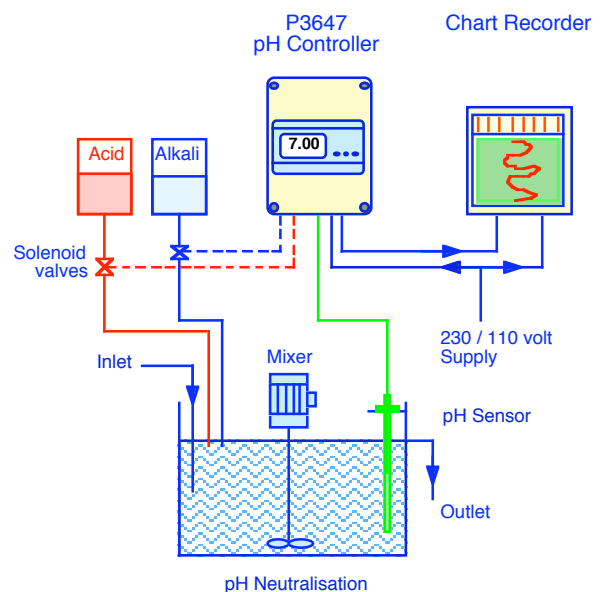 P3647
pH Controller
Chart Recorder
7.00
Acid
Alkali
Solenoid
valves
230 / 110 volt
Supply
Inlet
Mixer
pH Sensor
Outlet
pH Neutralisation